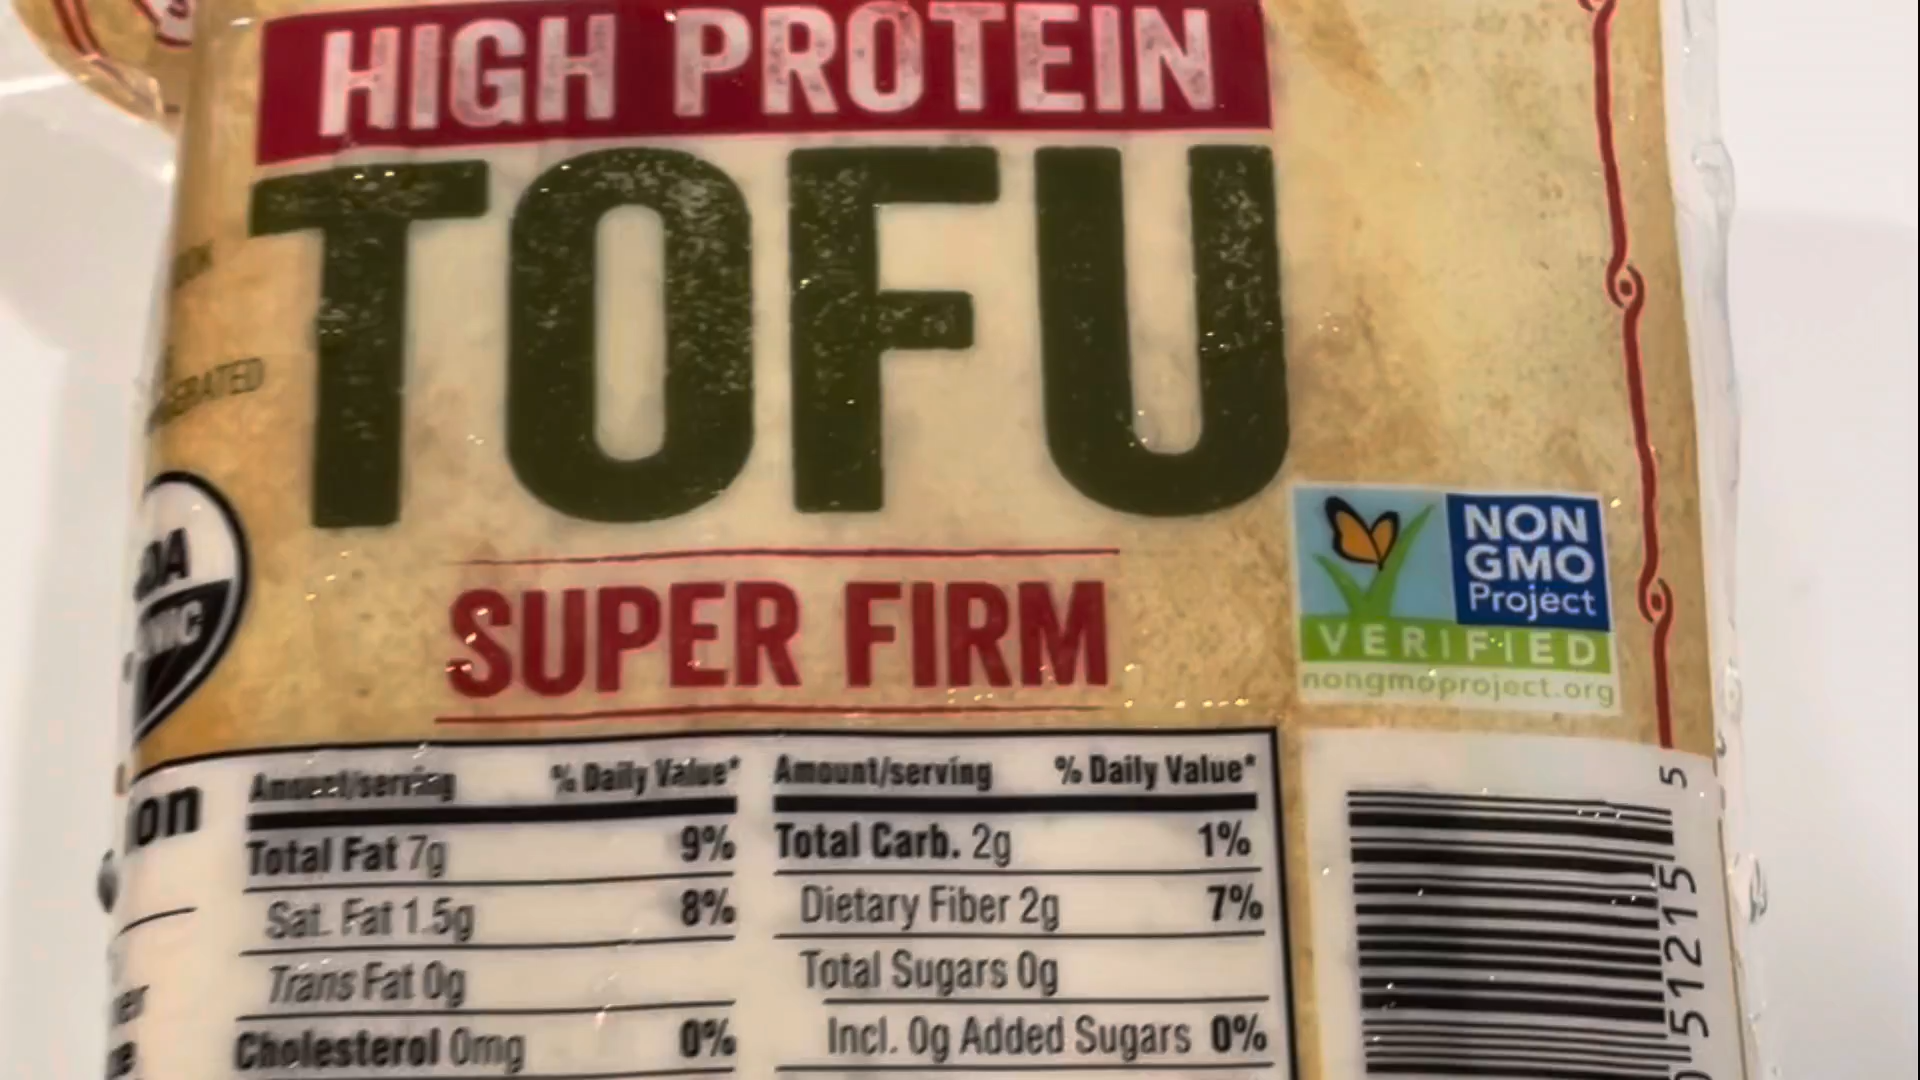 HIGH PROTEIN
TOFU
SUPER FIRM
NON
GMO
Project
VERIFIED
nongmoproject.org
Amount/serving % Daily Value*
Total Fat 7g 9%
Sat. Fat 1.5g 8%
Trans Fat 0g
Cholesterol 0mg 0%
Amount/serving % Daily Value*
Total Carb. 2g 1%
Dietary Fiber 2g 7%
Total Sugars 0g
Incl. 0g Added Sugars 0%
51215 5